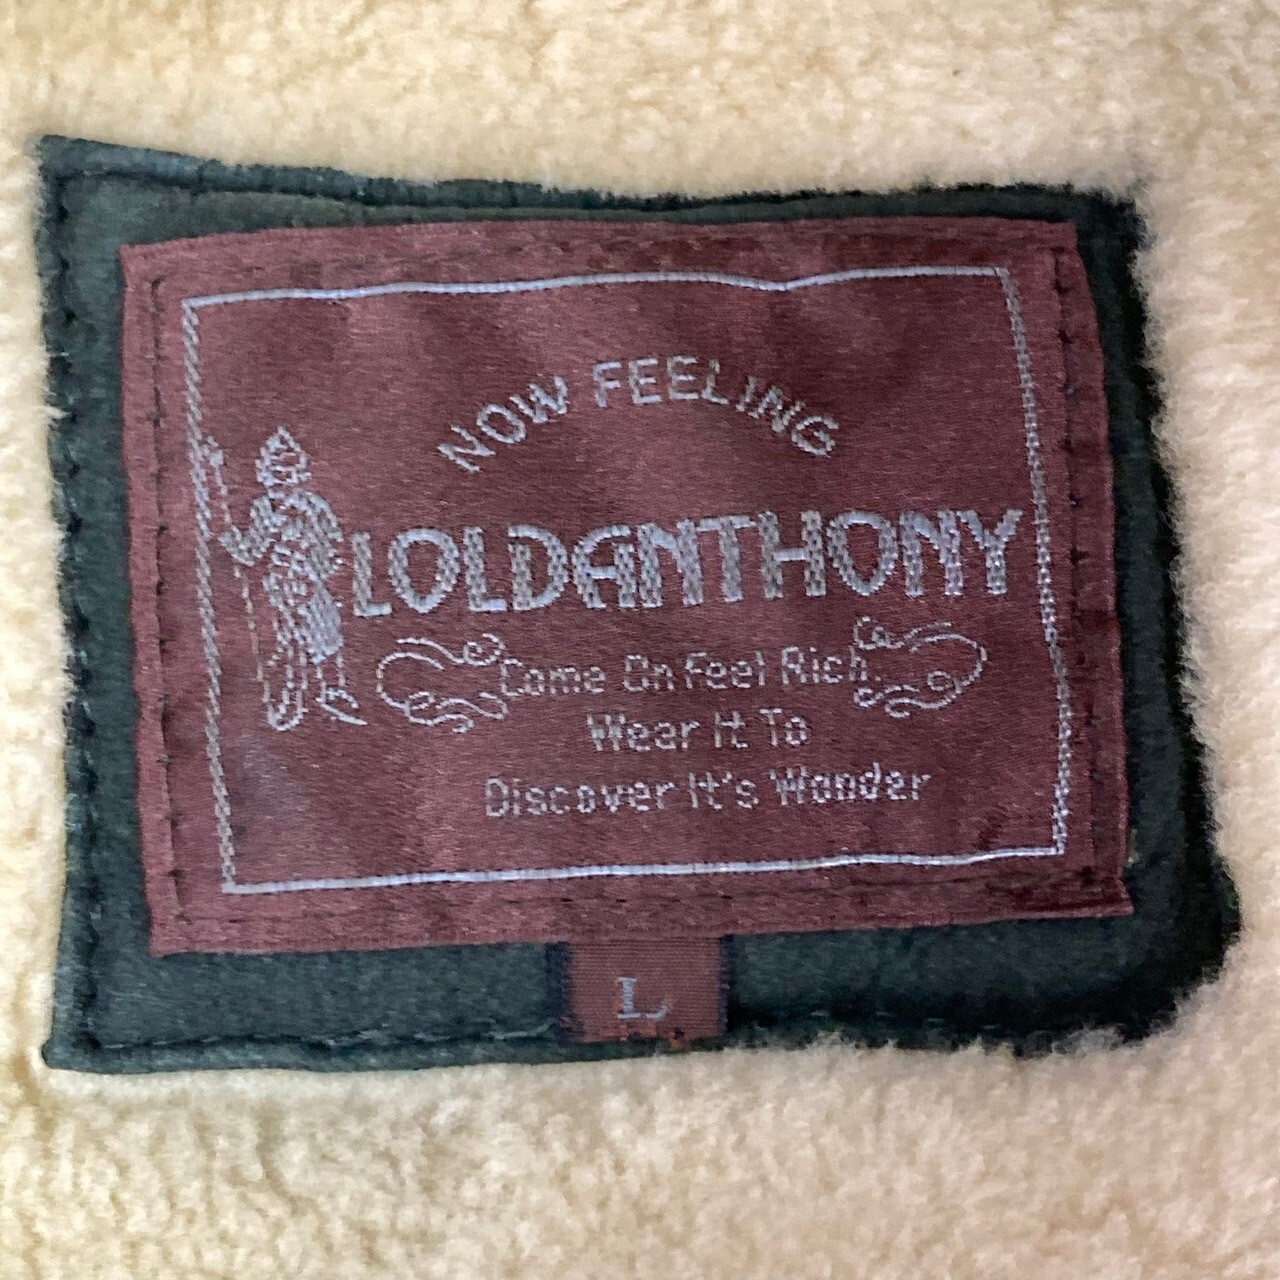 NOW FEELING
LOLDANTHONY
Come On Feel Rich.
Wear It To
Discover It's Wonder
L